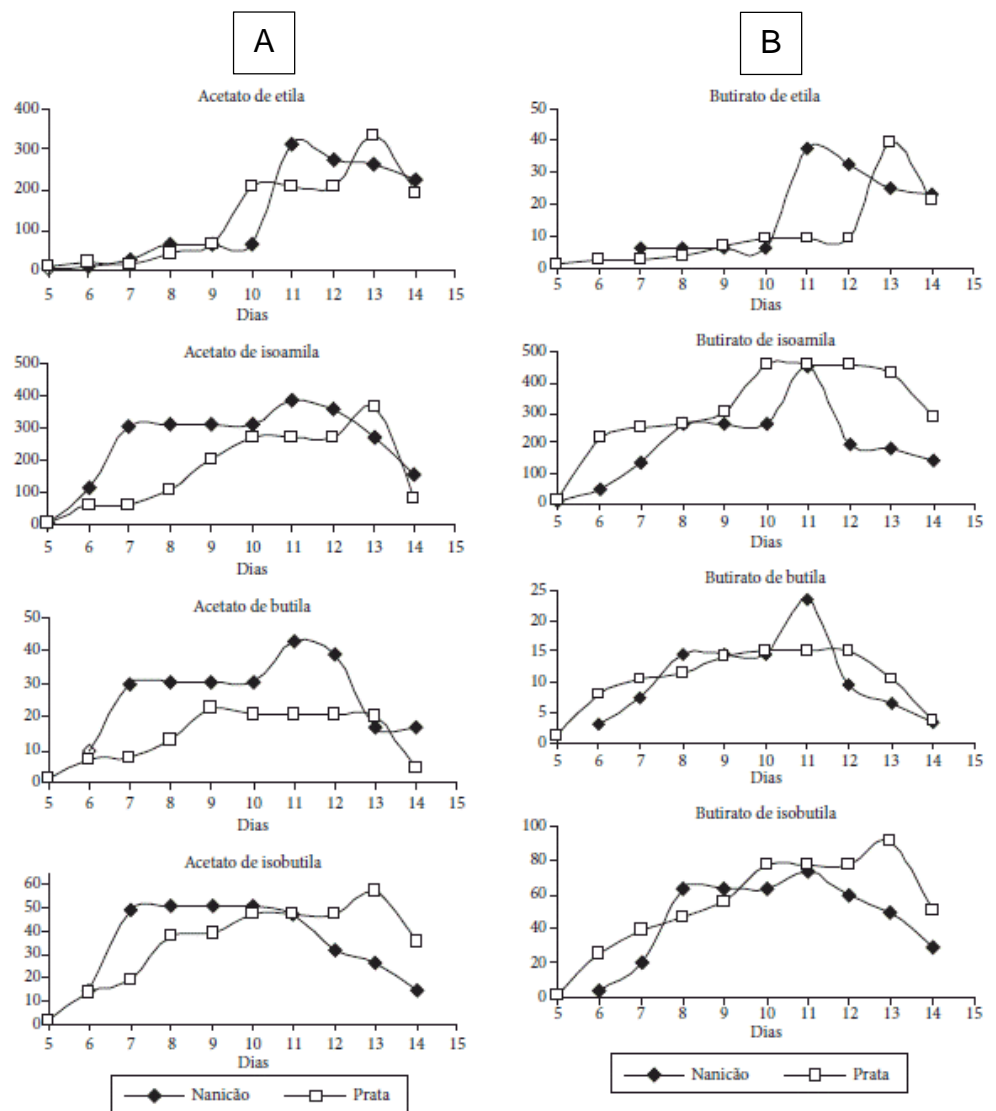 A
Acetato de etila
400
300
200
100
0
5 6 7 8 9 10 11 12 13 14 15
Dias
Acetato de isoamila
500
400
300
200
100
0
5 6 7 8 9 10 11 12 13 14 15
Dias
Acetato de butila
50
40
30
20
10
0
5 6 7 8 9 10 11 12 13 14 15
Dias
Acetato de isobutila
60
50
40
30
20
10
0
5 6 7 8 9 10 11 12 13 14 15
Dias
Nanicão Prata
B
Butirato de etila
50
40
30
20
10
0
5 6 7 8 9 10 11 12 13 14 15
Dias
Butirato de isoamila
500
400
300
200
100
0
5 6 7 8 9 10 11 12 13 14 15
Dias
Butirato de butila
25
20
15
10
5
0
5 6 7 8 9 10 11 12 13 14 15
Dias
Butirato de isobutila
100
80
60
40
20
0
5 6 7 8 9 10 11 12 13 14 15
Dias
Nanicão Prata